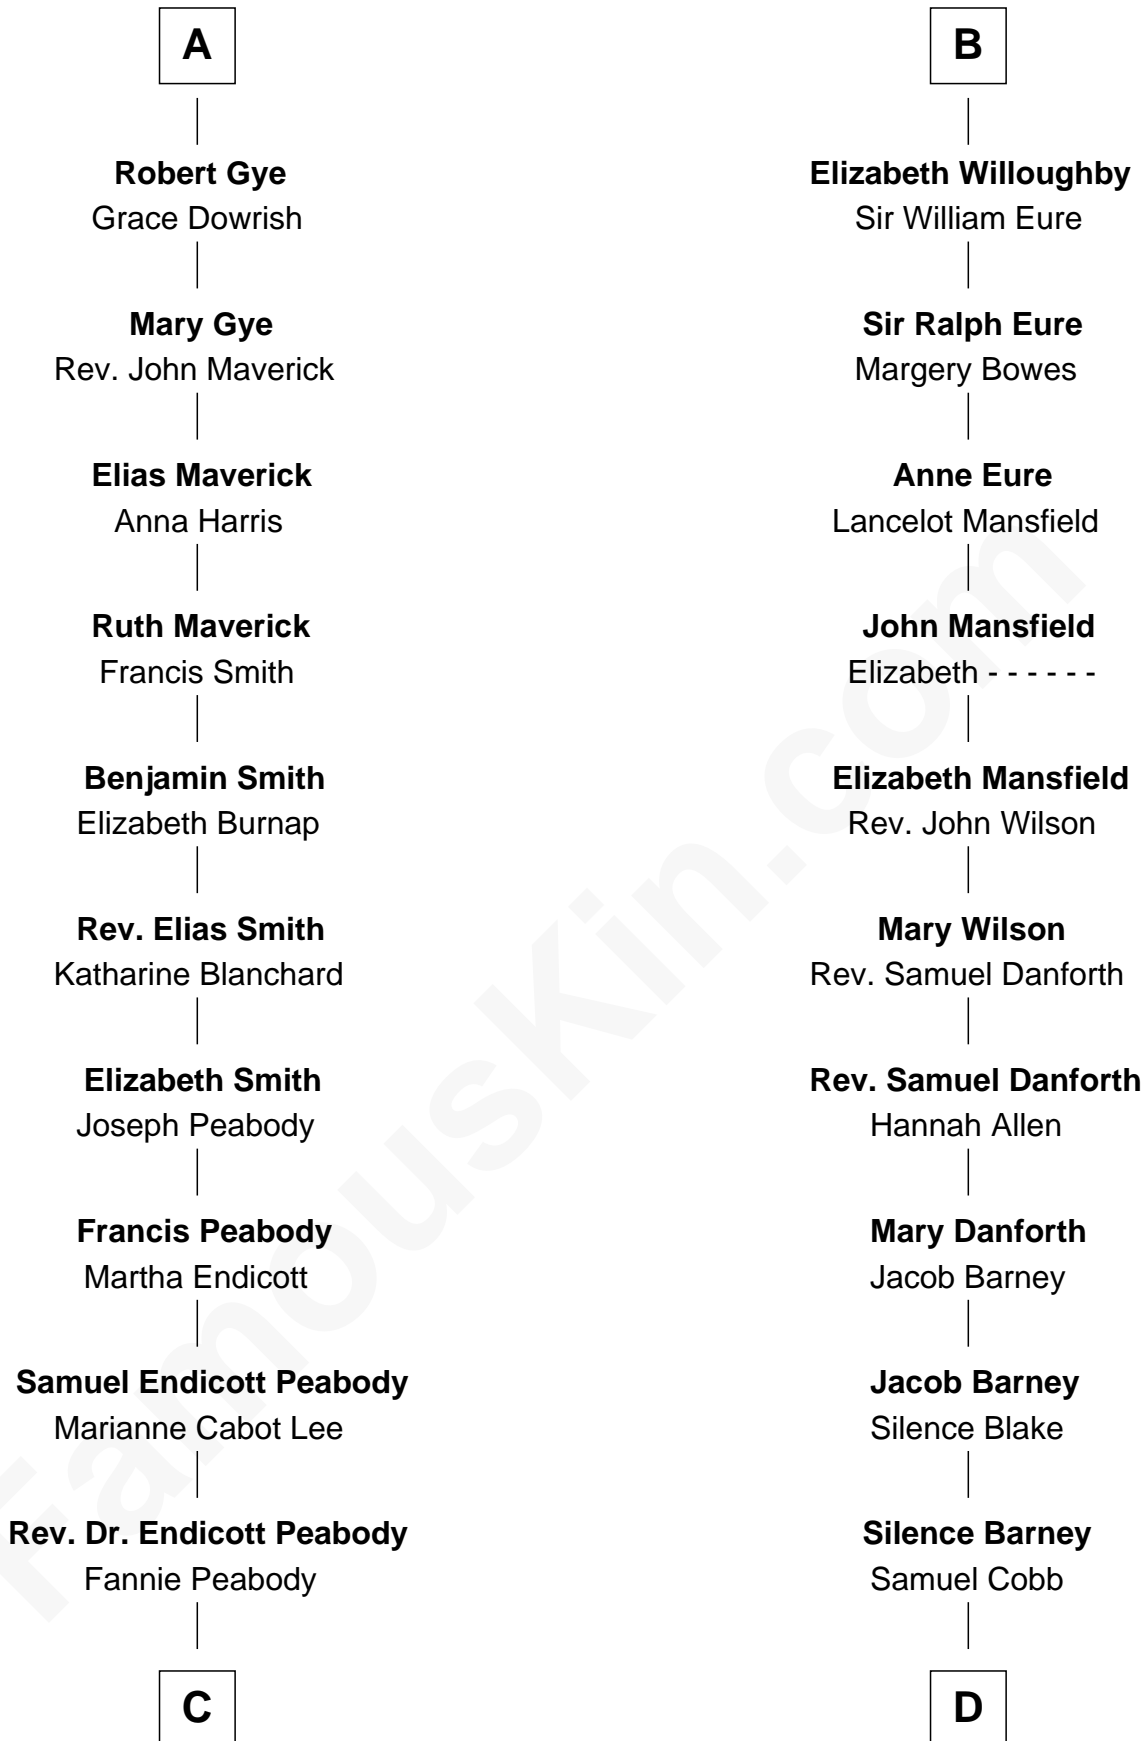 A
Robert Gye
Grace Dowrish
Mary Gye
Rev. John Maverick
Elias Maverick
Anna Harris
Ruth Maverick
Francis Smith
Benjamin Smith
Elizabeth Burnap
Rev. Elias Smith
Katharine Blanchard
Elizabeth Smith
Joseph Peabody
Francis Peabody
Martha Endicott
Samuel Endicott Peabody
Marianne Cabot Lee
Rev. Dr. Endicott Peabody
Fannie Peabody
C
B
Elizabeth Willoughby
Sir William Eure
Sir Ralph Eure
Margery Bowes
Anne Eure
Lancelot Mansfield
John Mansfield
Elizabeth - - - - - -
Elizabeth Mansfield
Rev. John Wilson
Mary Wilson
Rev. Samuel Danforth
Rev. Samuel Danforth
Hannah Allen
Mary Danforth
Jacob Barney
Jacob Barney
Silence Blake
Silence Barney
Samuel Cobb
D
FamousKin.com